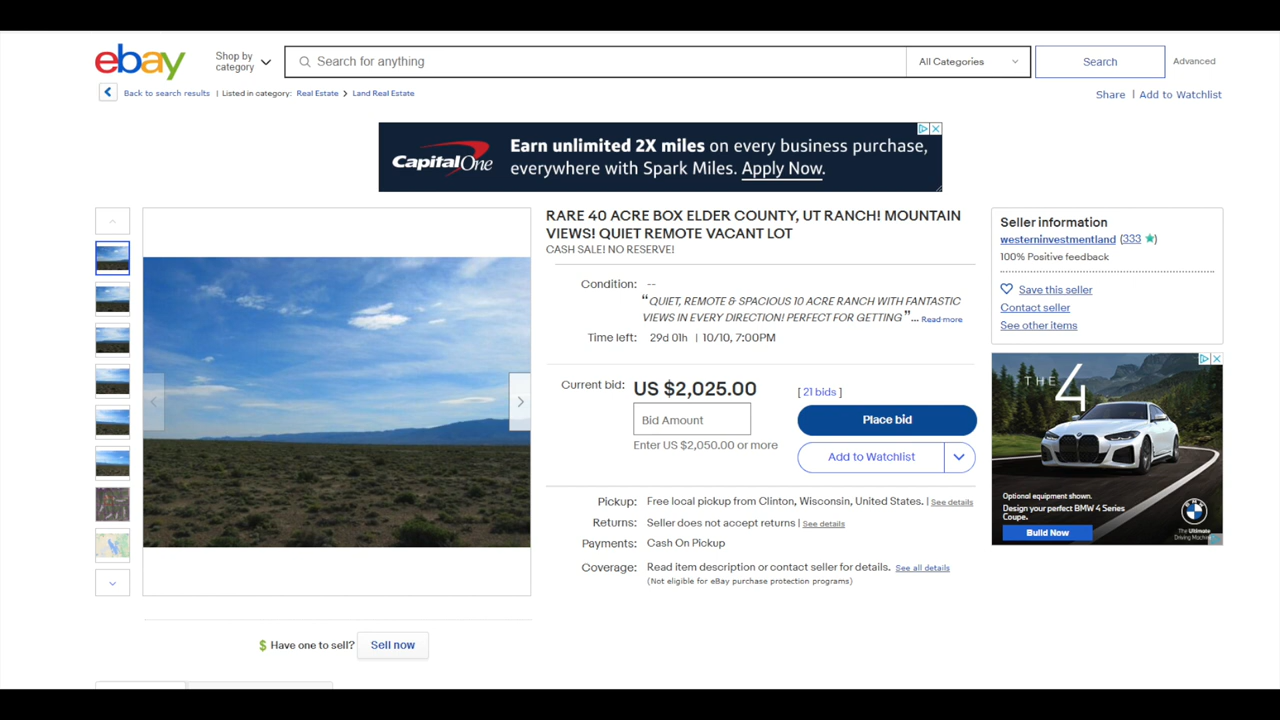 ebay
Shop by
category
Search for anything
All Categories
Search
Advanced
Back to search results | Listed in category: Real Estate > Land Real Estate
Share | Add to Watchlist
Capital One
Earn unlimited 2X miles on every business purchase,
everywhere with Spark Miles. Apply Now.
RARE 40 ACRE BOX ELDER COUNTY, UT RANCH! MOUNTAIN
VIEWS! QUIET REMOTE VACANT LOT
CASH SALE! NO RESERVE!
Condition: --
“QUIET, REMOTE & SPACIOUS 10 ACRE RANCH WITH FANTASTIC
VIEWS IN EVERY DIRECTION! PERFECT FOR GETTING ”... Read more
Time left: 29d 01h | 10/10, 7:00PM
Current bid: US $2,025.00 [ 21 bids ]
Bid Amount
Place bid
Enter US $2,050.00 or more
Add to Watchlist
Pickup: Free local pickup from Clinton, Wisconsin, United States. | See details
Returns: Seller does not accept returns | See details
Payments: Cash On Pickup
Coverage: Read item description or contact seller for details. See all details
(Not eligible for eBay purchase protection programs)
Seller information
westerninvestmentland (333 ★)
100% Positive feedback
Save this seller
Contact seller
See other items
THE 4
Optional equipment shown.
Design your perfect BMW 4 Series
Coupe.
Build Now
The Ultimate
Driving Machine
$ Have one to sell? Sell now